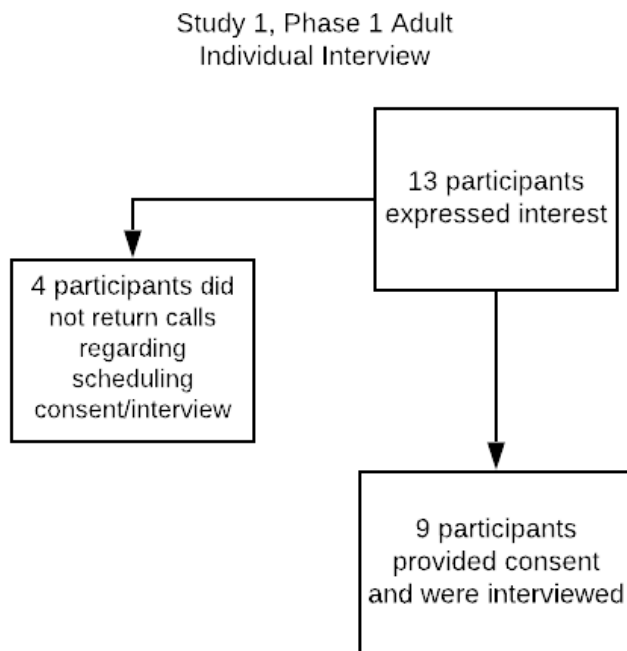 Study 1, Phase 1 Adult
Individual Interview
13 participants
expressed interest
4 participants did
not return calls
regarding
scheduling
consent/interview
9 participants
provided consent
and were interviewed